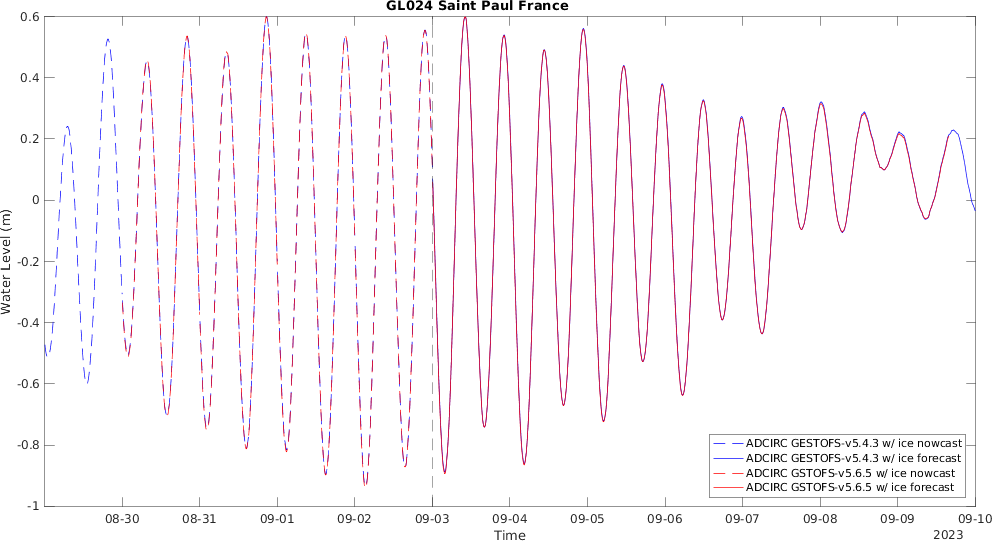 GL024 Saint Paul France
0.6
0.4
0.2
0
-0.2
-0.4
-0.6
-0.8
-1
Water Level (m)
ADCIRC GESTOFS-v5.4.3 w/ ice nowcast
ADCIRC GESTOFS-v5.4.3 w/ ice forecast
ADCIRC GSTOFS-v5.6.5 w/ ice nowcast
ADCIRC GSTOFS-v5.6.5 w/ ice forecast
08-30 08-31 09-01 09-02 09-03 09-04 09-05 09-06 09-07 09-08 09-09 09-10
Time
2023